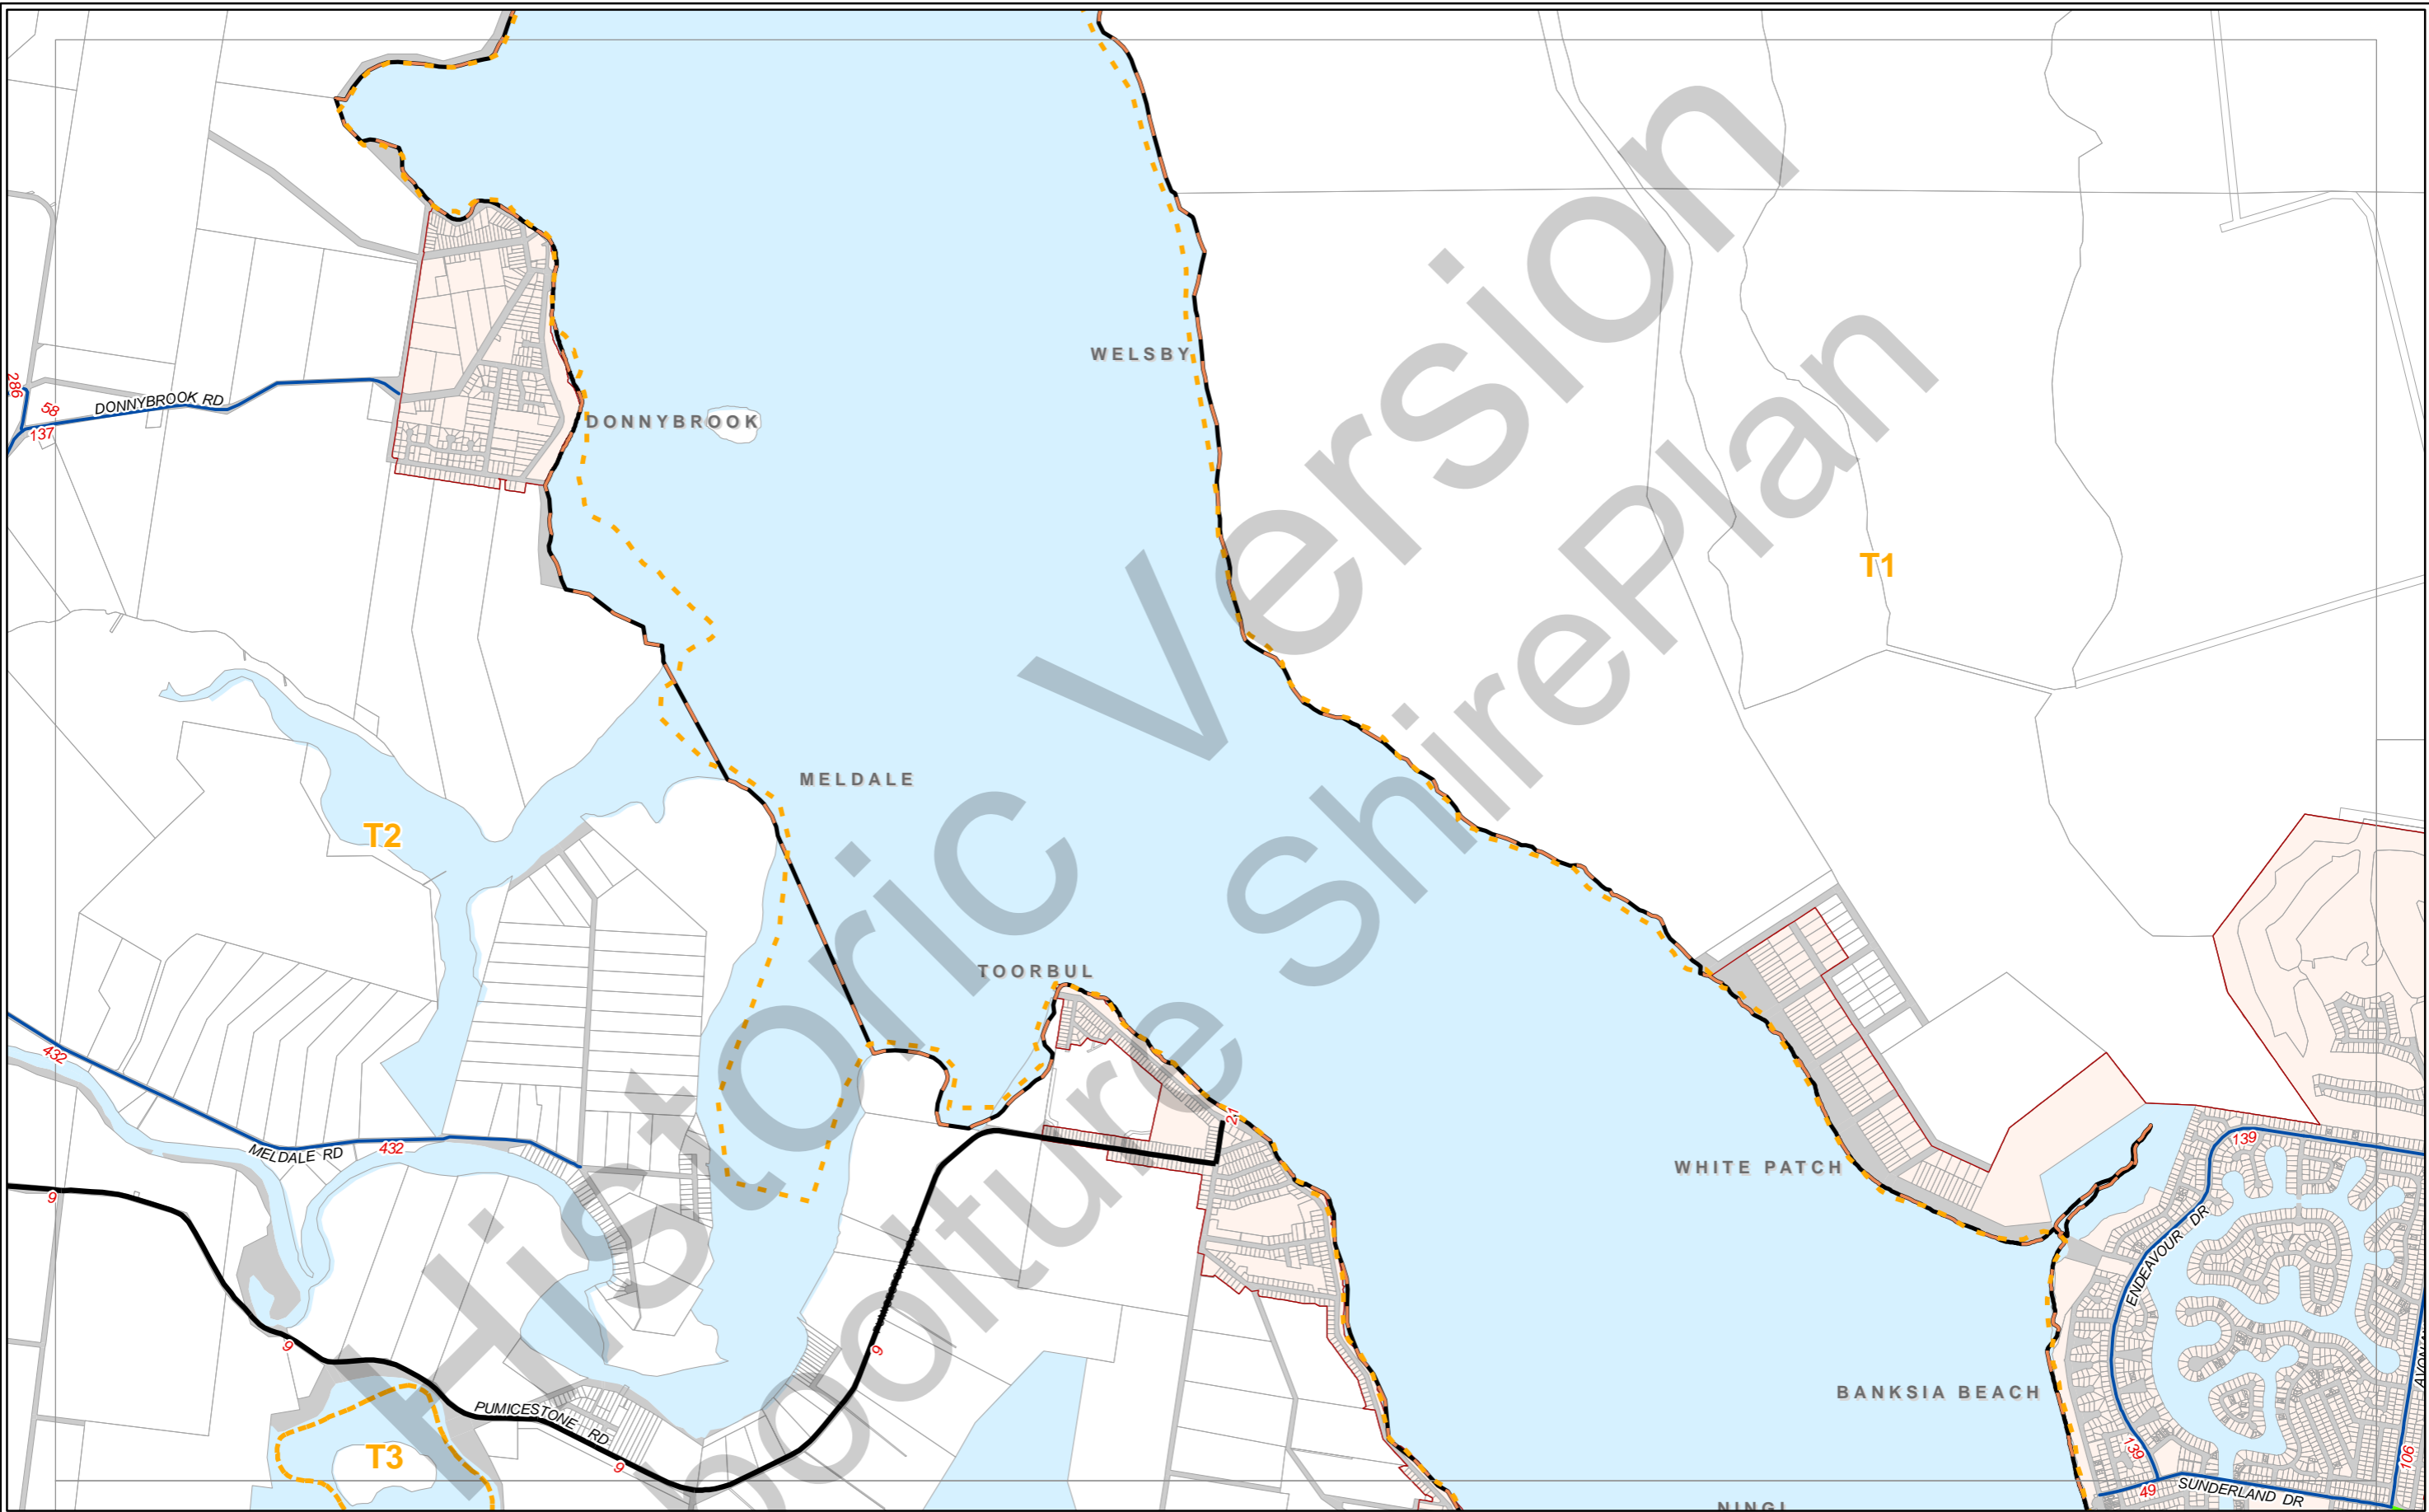 WELSBY
286
58
DONNYBROOK RD
137
DONNYBROOK
T1
MELDALE
T2
TOORBUL
432
MELDALE RD
432
21
139
WHITE PATCH
9
ENDEAVOUR DR
9
9
BANKSIA BEACH
PUMICESTONE RD
T3
9
139
106
49
SUNDERLAND DR
NINGI
Historic Version
ShirePlan